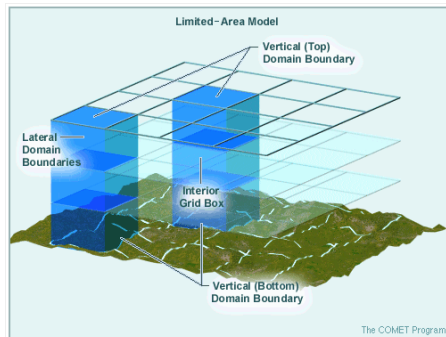 Limited-Area Model
Vertical (Top)
Domain Boundary
Lateral
Domain
Boundaries
Interior
Grid Box
Vertical (Bottom)
Domain Boundary
The COMET Program